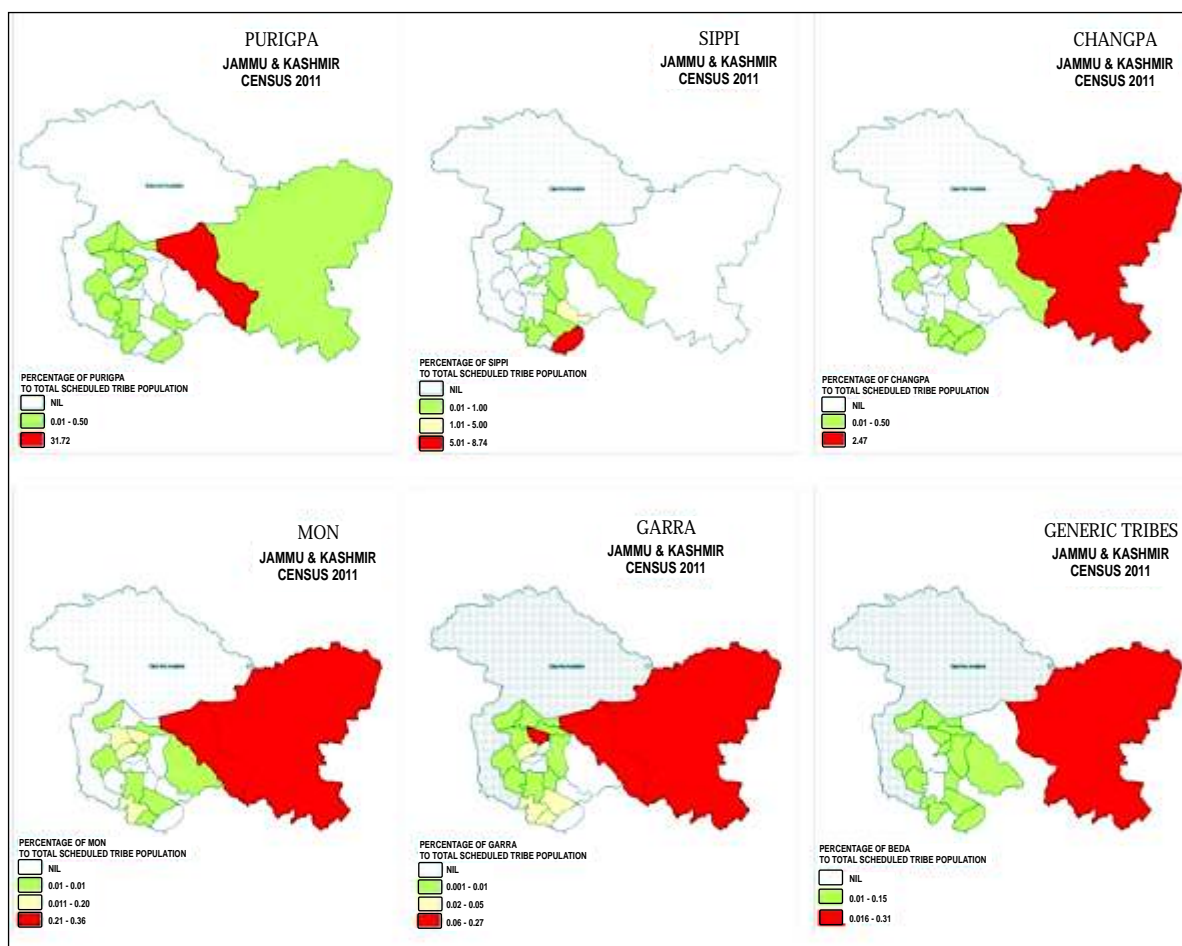 PURIGPA
JAMMU & KASHMIR
CENSUS 2011
PERCENTAGE OF PURIGPA
TO TOTAL SCHEDULED TRIBE POPULATION
NIL
0.01 - 0.50
31.72
SIPPI
JAMMU & KASHMIR
CENSUS 2011
PERCENTAGE OF SIPPI
TO TOTAL SCHEDULED TRIBE POPULATION
NIL
0.01 - 1.00
1.01 - 5.00
5.01 - 8.74
CHANGPA
JAMMU & KASHMIR
CENSUS 2011
PERCENTAGE OF CHANGPA
TO TOTAL SCHEDULED TRIBE POPULATION
NIL
0.01 - 0.50
2.47
MON
JAMMU & KASHMIR
CENSUS 2011
PERCENTAGE OF MON
TO TOTAL SCHEDULED TRIBE POPULATION
NIL
0.01 - 0.01
0.011 - 0.20
0.21 - 0.36
GARRA
JAMMU & KASHMIR
CENSUS 2011
PERCENTAGE OF GARRA
TO TOTAL SCHEDULED TRIBE POPULATION
NIL
0.001 - 0.01
0.02 - 0.05
0.06 - 0.27
GENERIC TRIBES
JAMMU & KASHMIR
CENSUS 2011
PERCENTAGE OF BEDA
TO TOTAL SCHEDULED TRIBE POPULATION
NIL
0.01 - 0.15
0.016 - 0.31